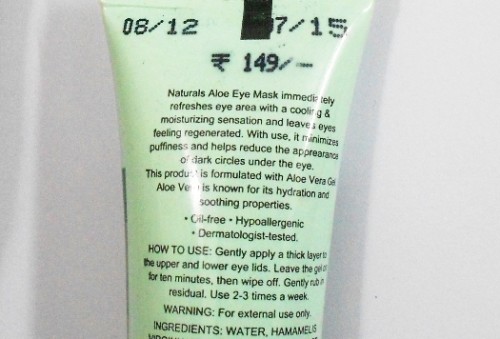 08/12 07/15
₹ 149/-
Naturals Aloe Eye Mask immediately
refreshes eye area with a cooling &
moisturizing sensation and leaves eyes
feeling regenerated. With use, it minimizes
puffiness and helps reduce the appearance
of dark circles under the eye.
This product is formulated with Aloe Vera Gel
Aloe Vera is known for its hydration and
soothing properties.
• Oil-free • Hypoallergenic
• Dermatologist-tested.
HOW TO USE: Gently apply a thick layer to
the upper and lower eye lids. Leave the gel on
for ten minutes, then wipe off. Gently rub in
residual. Use 2-3 times a week.
WARNING: For external use only.
INGREDIENTS: WATER, HAMAMELIS